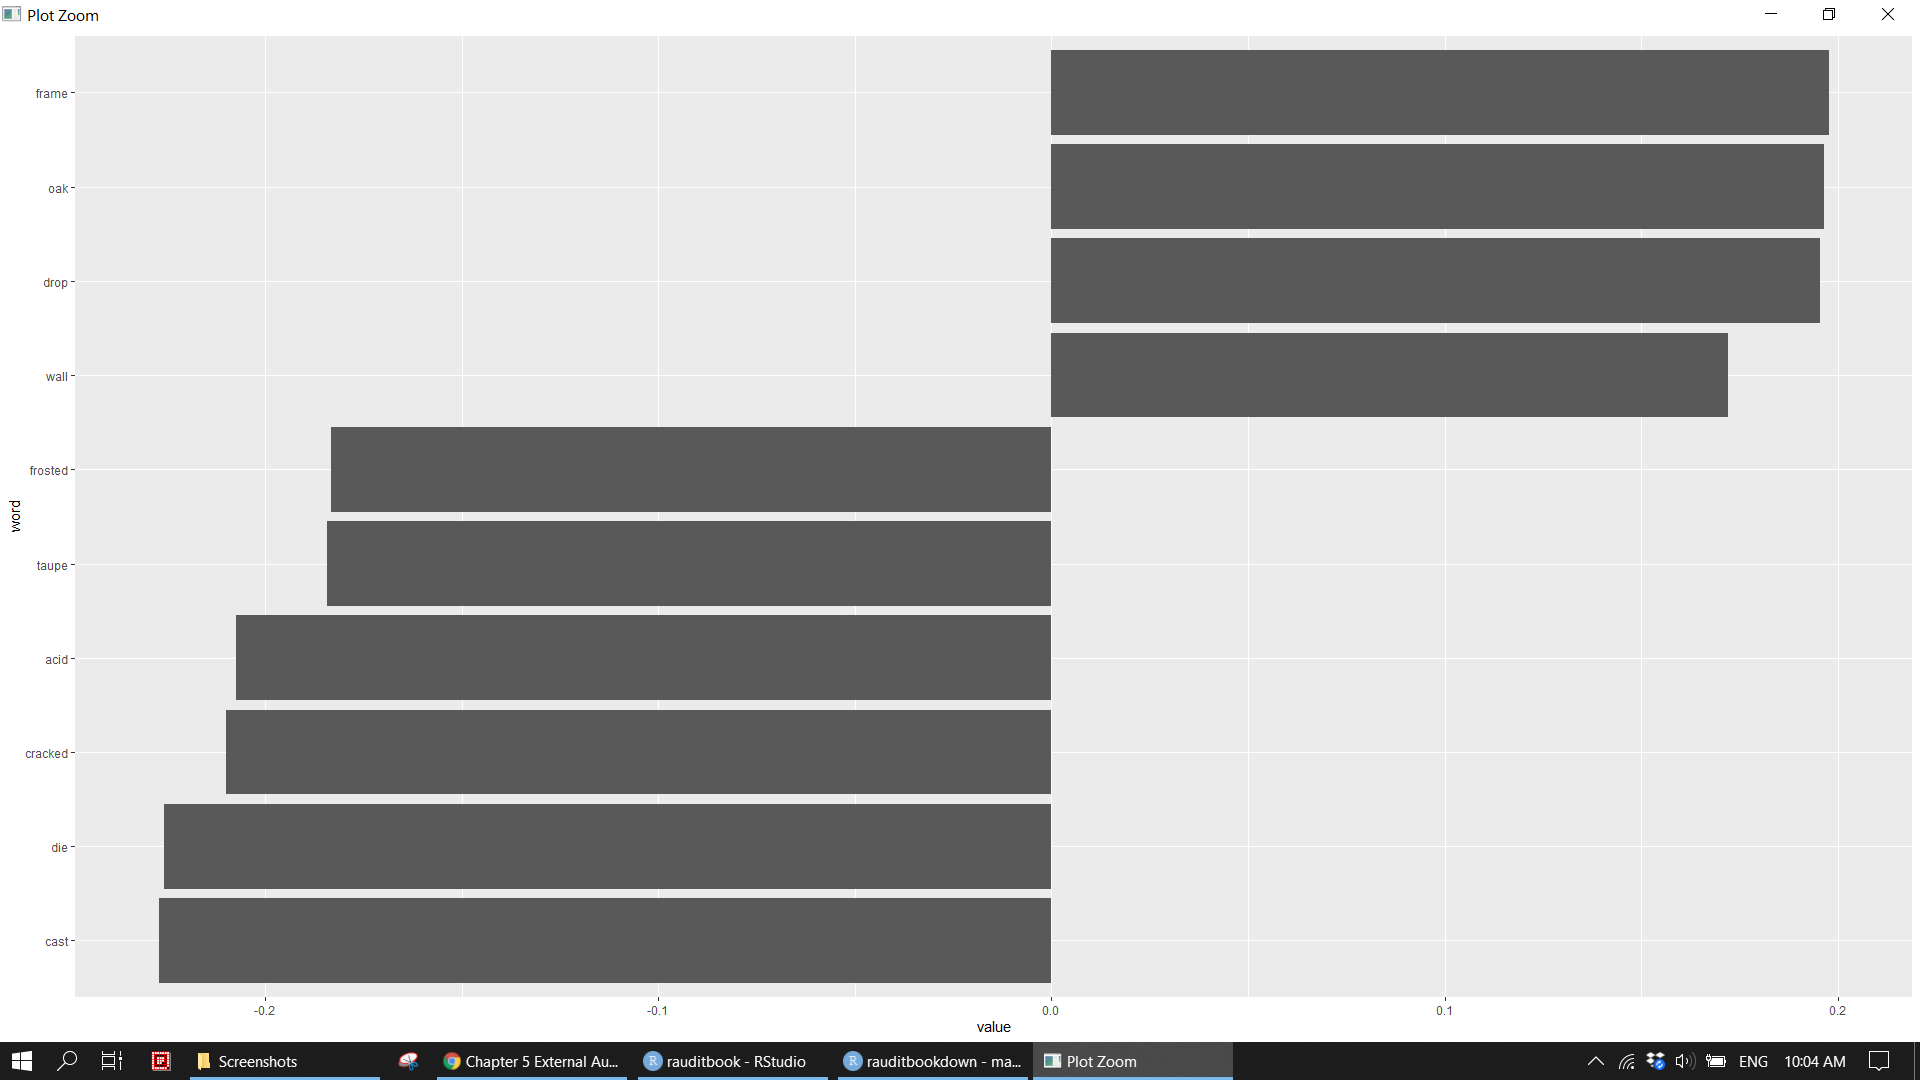 Plot Zoom
frame
oak
drop
wall
frosted
taupe
acid
cracked
die
cast
word
-0.2 -0.1 0.0 0.1 0.2
value
Screenshots Chapter 5 External Au... rauditbook - RStudio rauditbookdown - ma... Plot Zoom ENG 10:04 AM